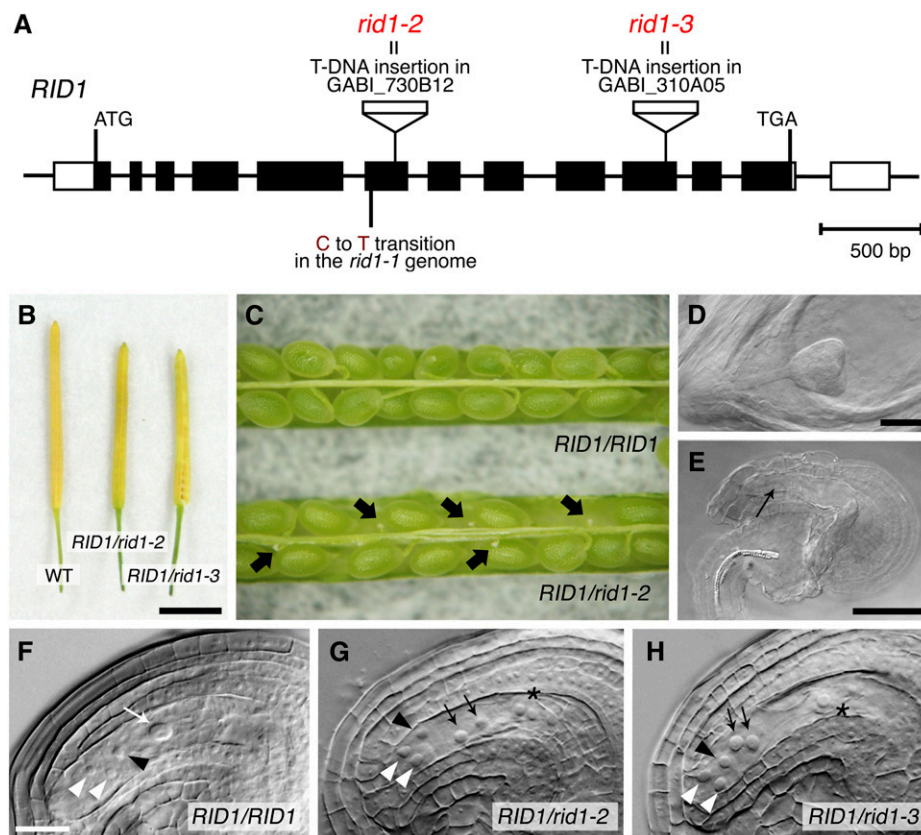 A
rid1-2
rid1-3
=
=
T-DNA insertion in
GABI_730B12
T-DNA insertion in
GABI_310A05
RID1
ATG
TGA
C to T transition
in the rid1-1 genome
500 bp
B
WT
RID1/rid1-2
RID1/rid1-3
C
RID1/RID1
RID1/rid1-2
D
E
F
RID1/RID1
G
*
RID1/rid1-2
H
*
RID1/rid1-3